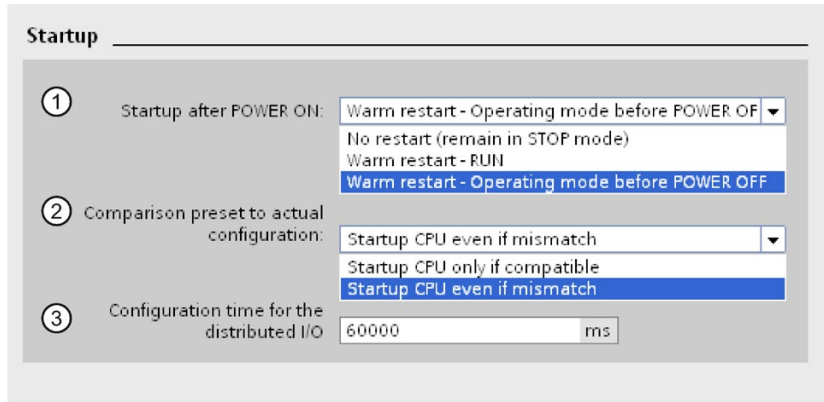 Startup
1
Startup after POWER ON:
Warm restart - Operating mode before POWER OF
No restart (remain in STOP mode)
Warm restart - RUN
Warm restart - Operating mode before POWER OFF
2
Comparison preset to actual
configuration:
Startup CPU even if mismatch
Startup CPU only if compatible
Startup CPU even if mismatch
3
Configuration time for the
distributed I/O
60000 ms